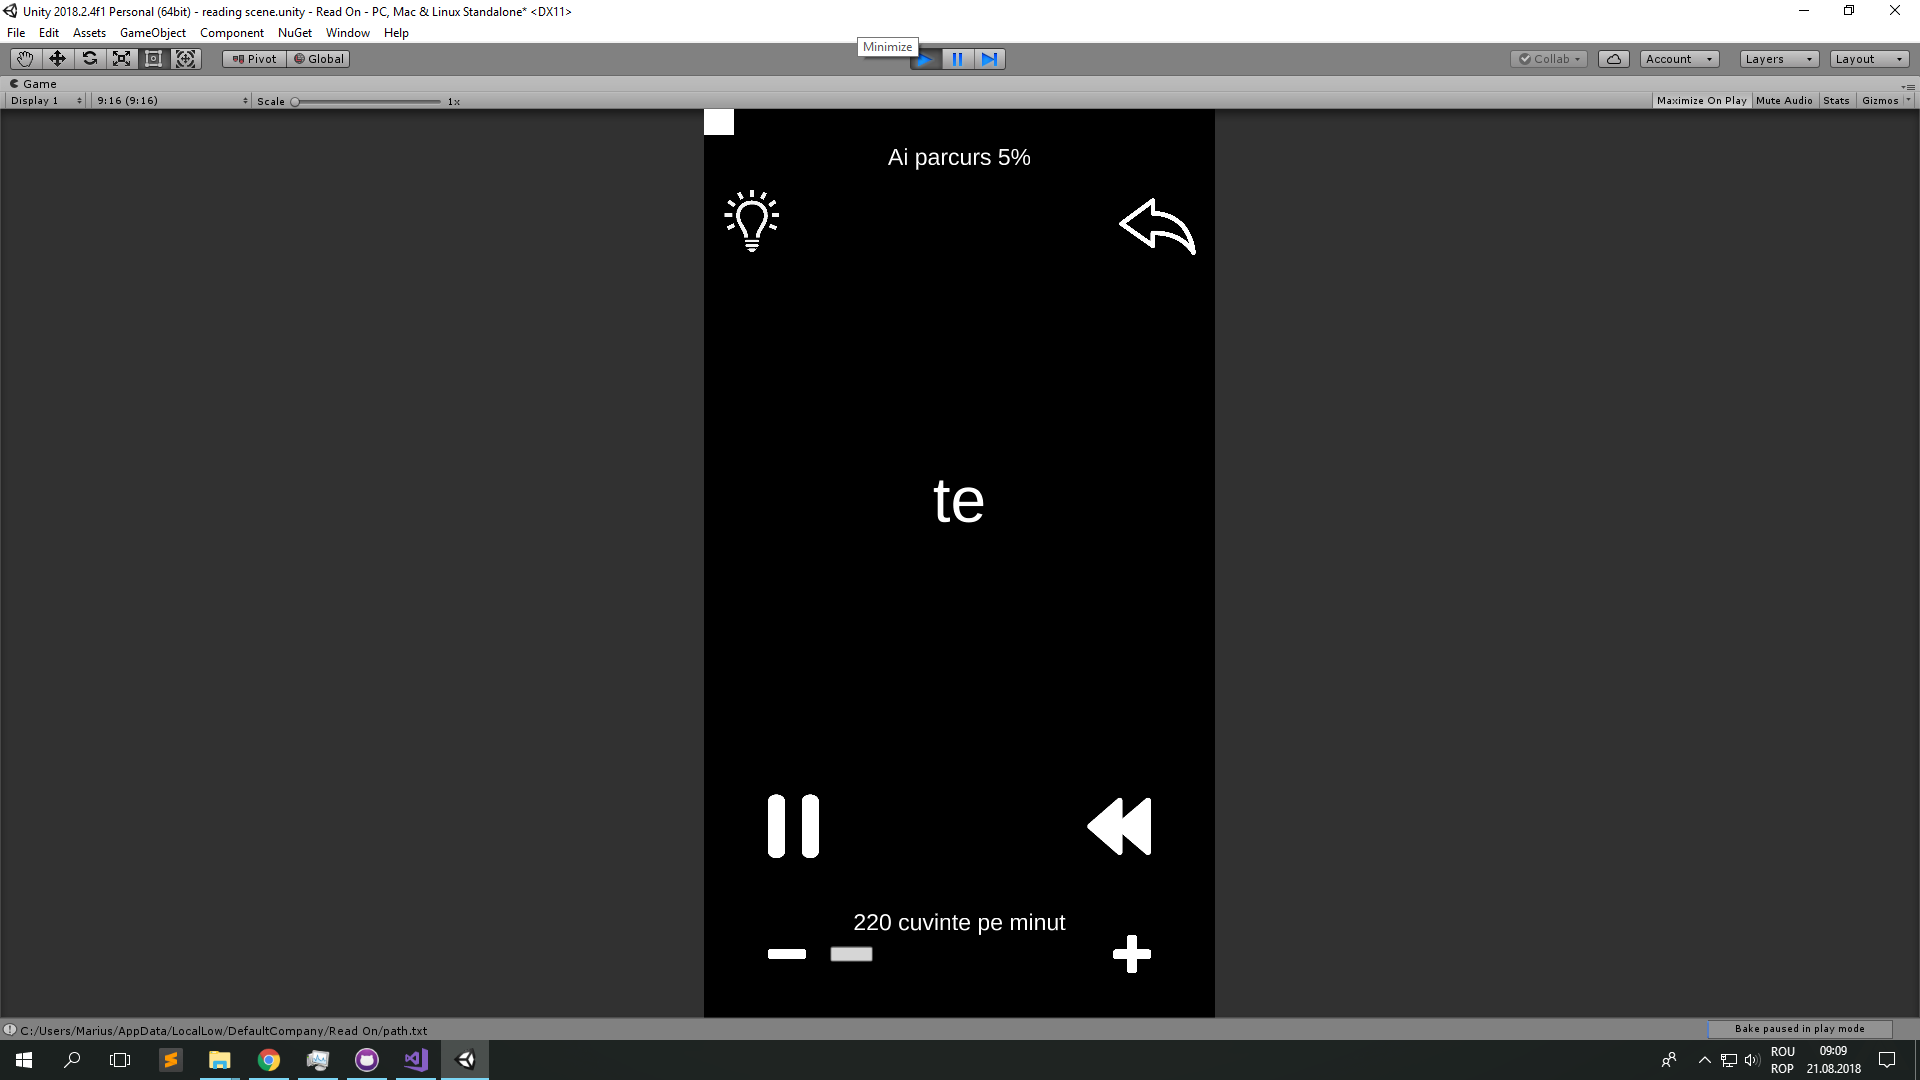 Unity 2018.2.4f1 Personal (64bit) - reading scene.unity - Read On - PC, Mac & Linux Standalone* <DX11>
File Edit Assets GameObject Component NuGet Window Help
Minimize
Pivot Global Collab Account Layers Layout
Game
Display 1 9:16 (9:16) Scale 1x Maximize On Play Mute Audio Stats Gizmos
Ai parcurs 5%
te
220 cuvinte pe minut
C:/Users/Marius/AppData/LocalLow/DefaultCompany/Read On/path.txt
Bake paused in play mode
ROU 09:09
ROP 21.08.2018